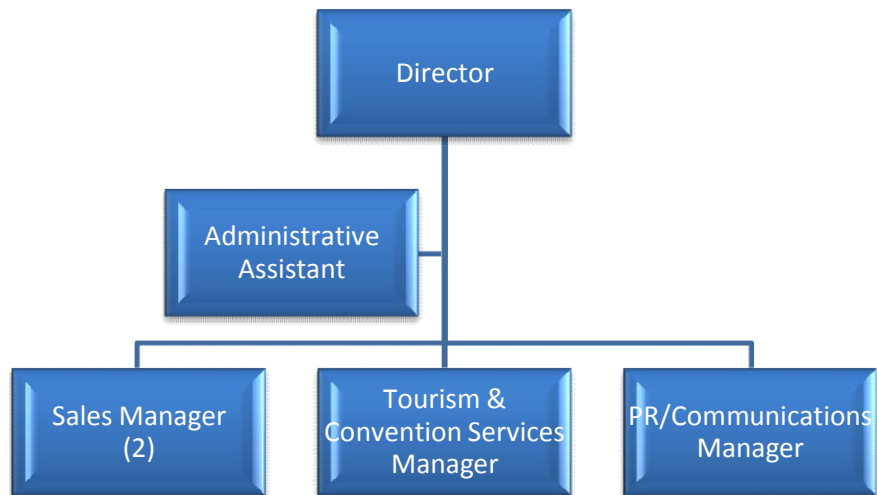 Director
Administrative
Assistant
Sales Manager
(2)
Tourism &
Convention Services
Manager
PR/Communications
Manager